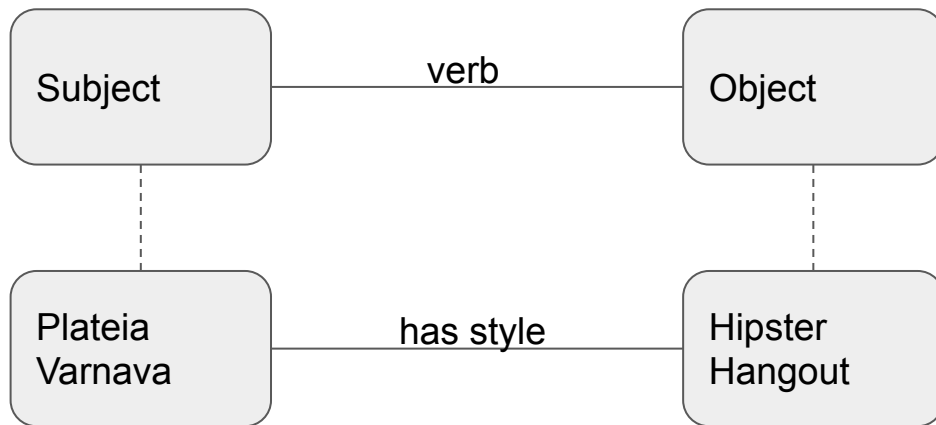 Subject
verb
Object
Plateia
Varnava
has style
Hipster
Hangout